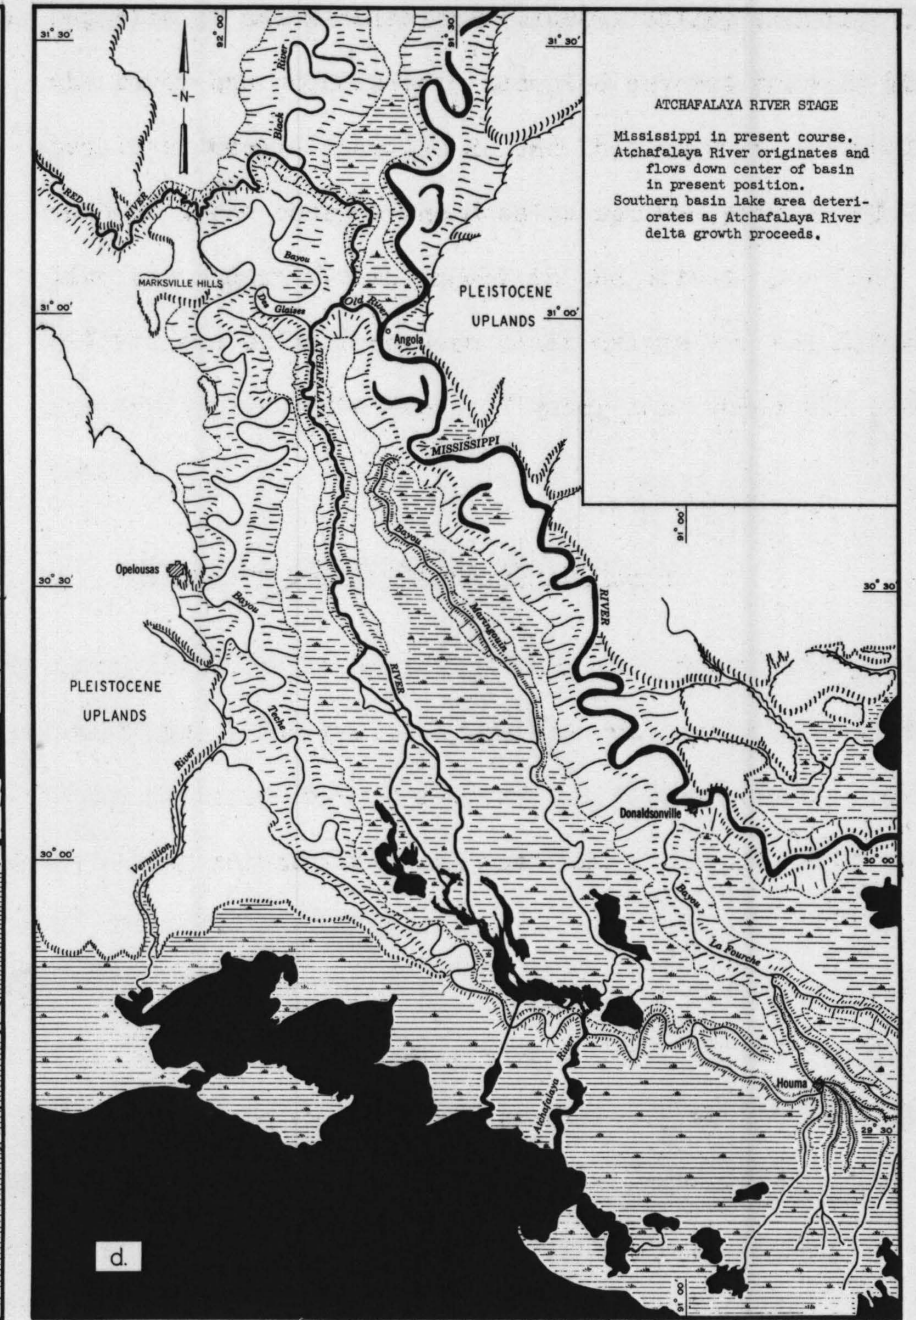 31° 30'
92° 00'
91° 30'
31° 30'
-N-
ATCHAFALAYA RIVER STAGE
Mississippi in present course.
Atchafalaya River originates and
flows down center of basin
in present position.
Southern basin lake area deteri-
orates as Atchafalaya River
delta growth proceeds.
Black River
RED RIVER
Bayou
Des Glaises
MARKSVILLE HILLS
Old River
PLEISTOCENE
UPLANDS
31° 00'
31° 00'
Angola
ATCHAFALAYA
MISSISSIPPI
91° 00'
Opelousas
Bayou
30° 30'
30° 30'
Bayou
Maringouin
RIVER
RIVER
PLEISTOCENE
UPLANDS
Teche
River
Donaldsonville
Vermilion
30° 00'
30° 00'
Bayou
La Fourche
Atchafalaya River
Houma
29° 30'
d.
91° 00'